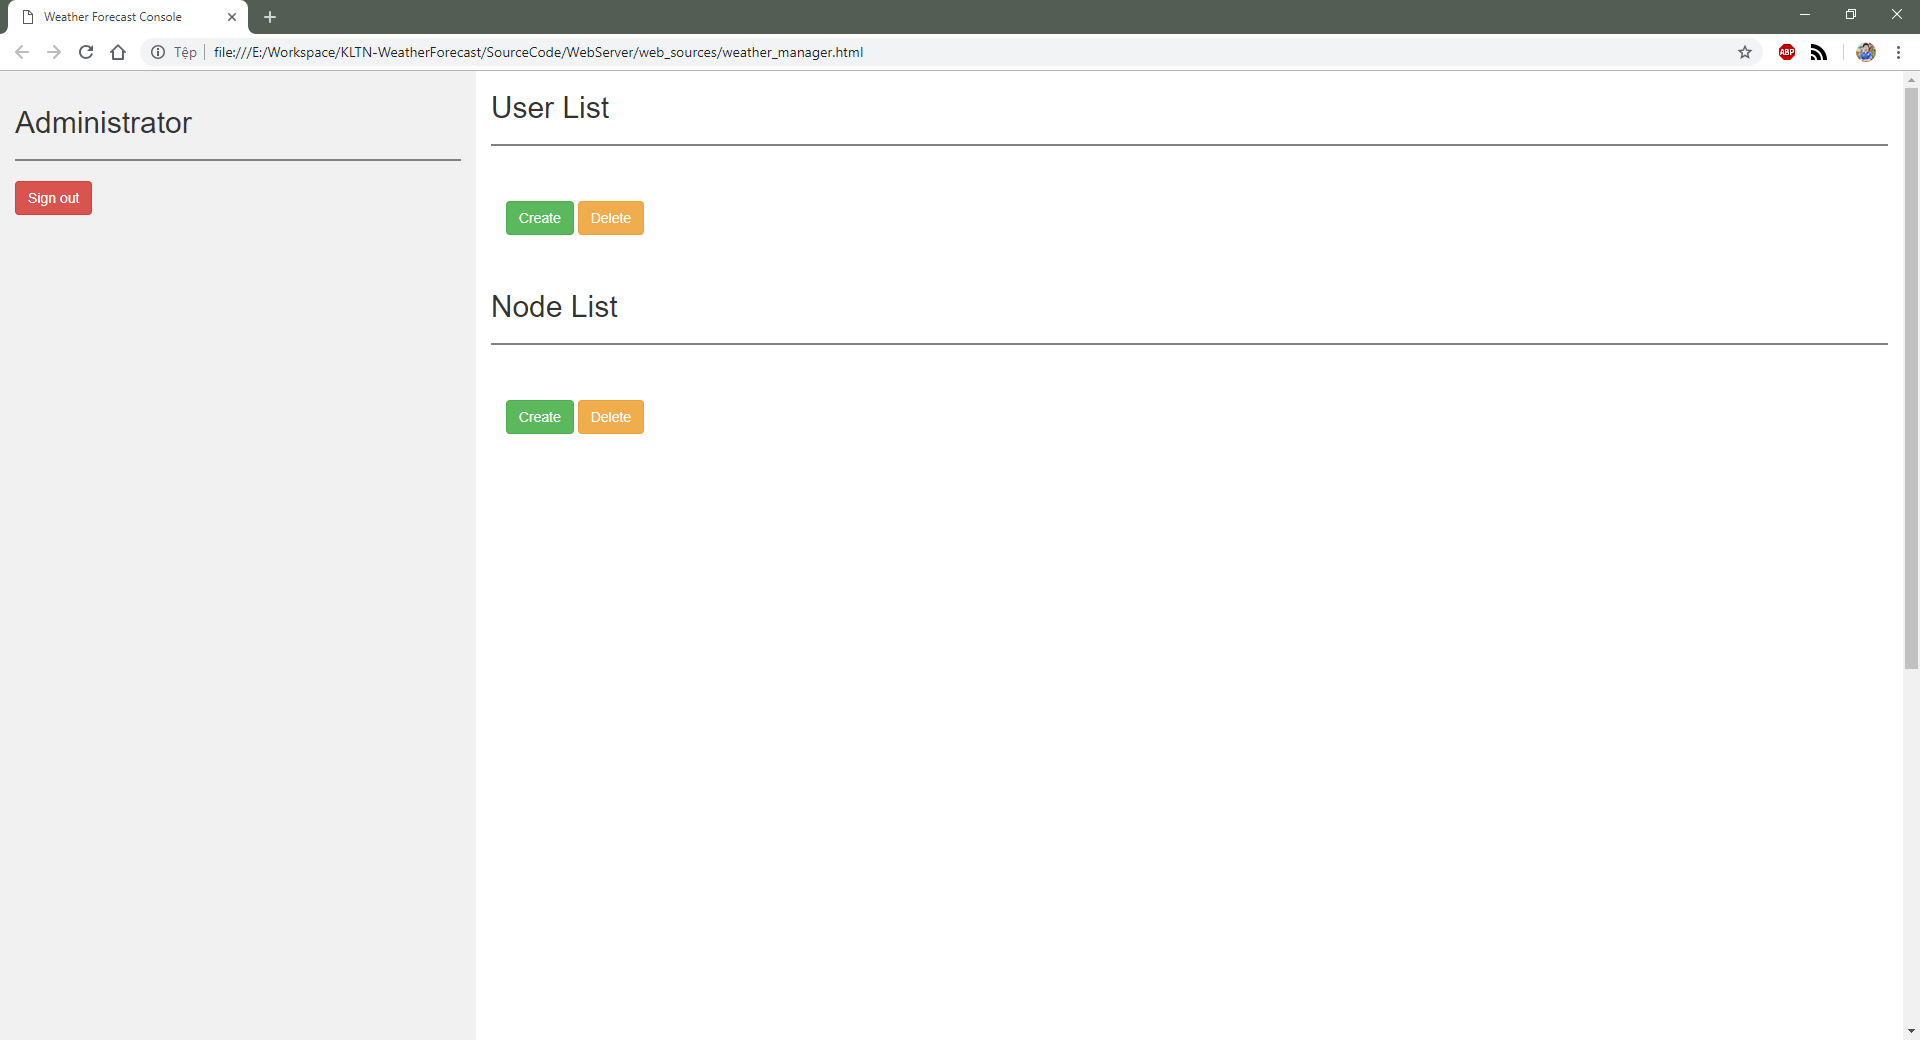 Weather Forecast Console
Tệp file:///E:/Workspace/KLTN-WeatherForecast/SourceCode/WebServer/web_sources/weather_manager.html
ABP
Administrator
Sign out
User List
Create Delete
Node List
Create Delete